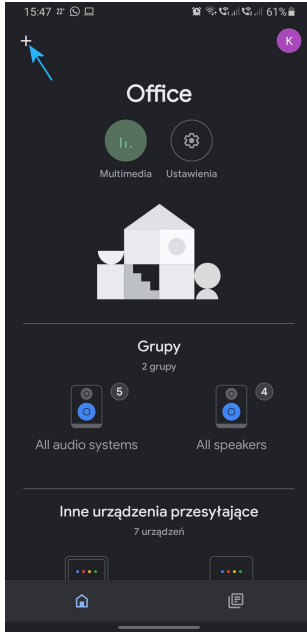 15:47 22° 61%
K
Office
Multimedia Ustawienia
Grupy
2 grupy
5 4
All audio systems All speakers
Inne urządzenia przesyłające
7 urządzeń